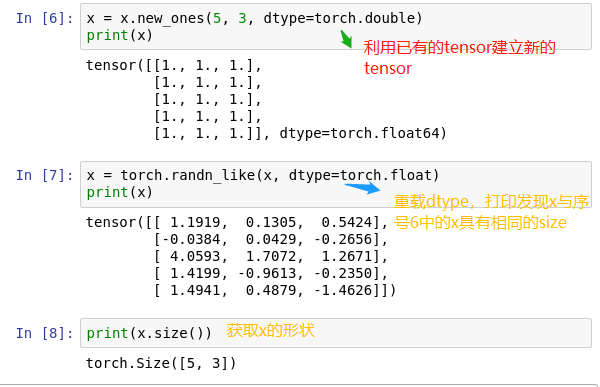 In [6]: x = x.new_ones(5, 3, dtype=torch.double)
print(x)
利用已有的tensor建立新的
tensor
tensor([[1., 1., 1.],
[1., 1., 1.],
[1., 1., 1.],
[1., 1., 1.],
[1., 1., 1.]], dtype=torch.float64)
In [7]: x = torch.randn_like(x, dtype=torch.float)
print(x)
重载dtype，打印发现x与序
号6中的x具有相同的size
tensor([[ 1.1919, 0.1305, 0.5424],
[-0.0384, 0.0429, -0.2656],
[ 4.0593, 1.7072, 1.2671],
[ 1.4199, -0.9613, -0.2350],
[ 1.4941, 0.4879, -1.4626]])
In [8]: print(x.size()) 获取x的形状
torch.Size([5, 3])